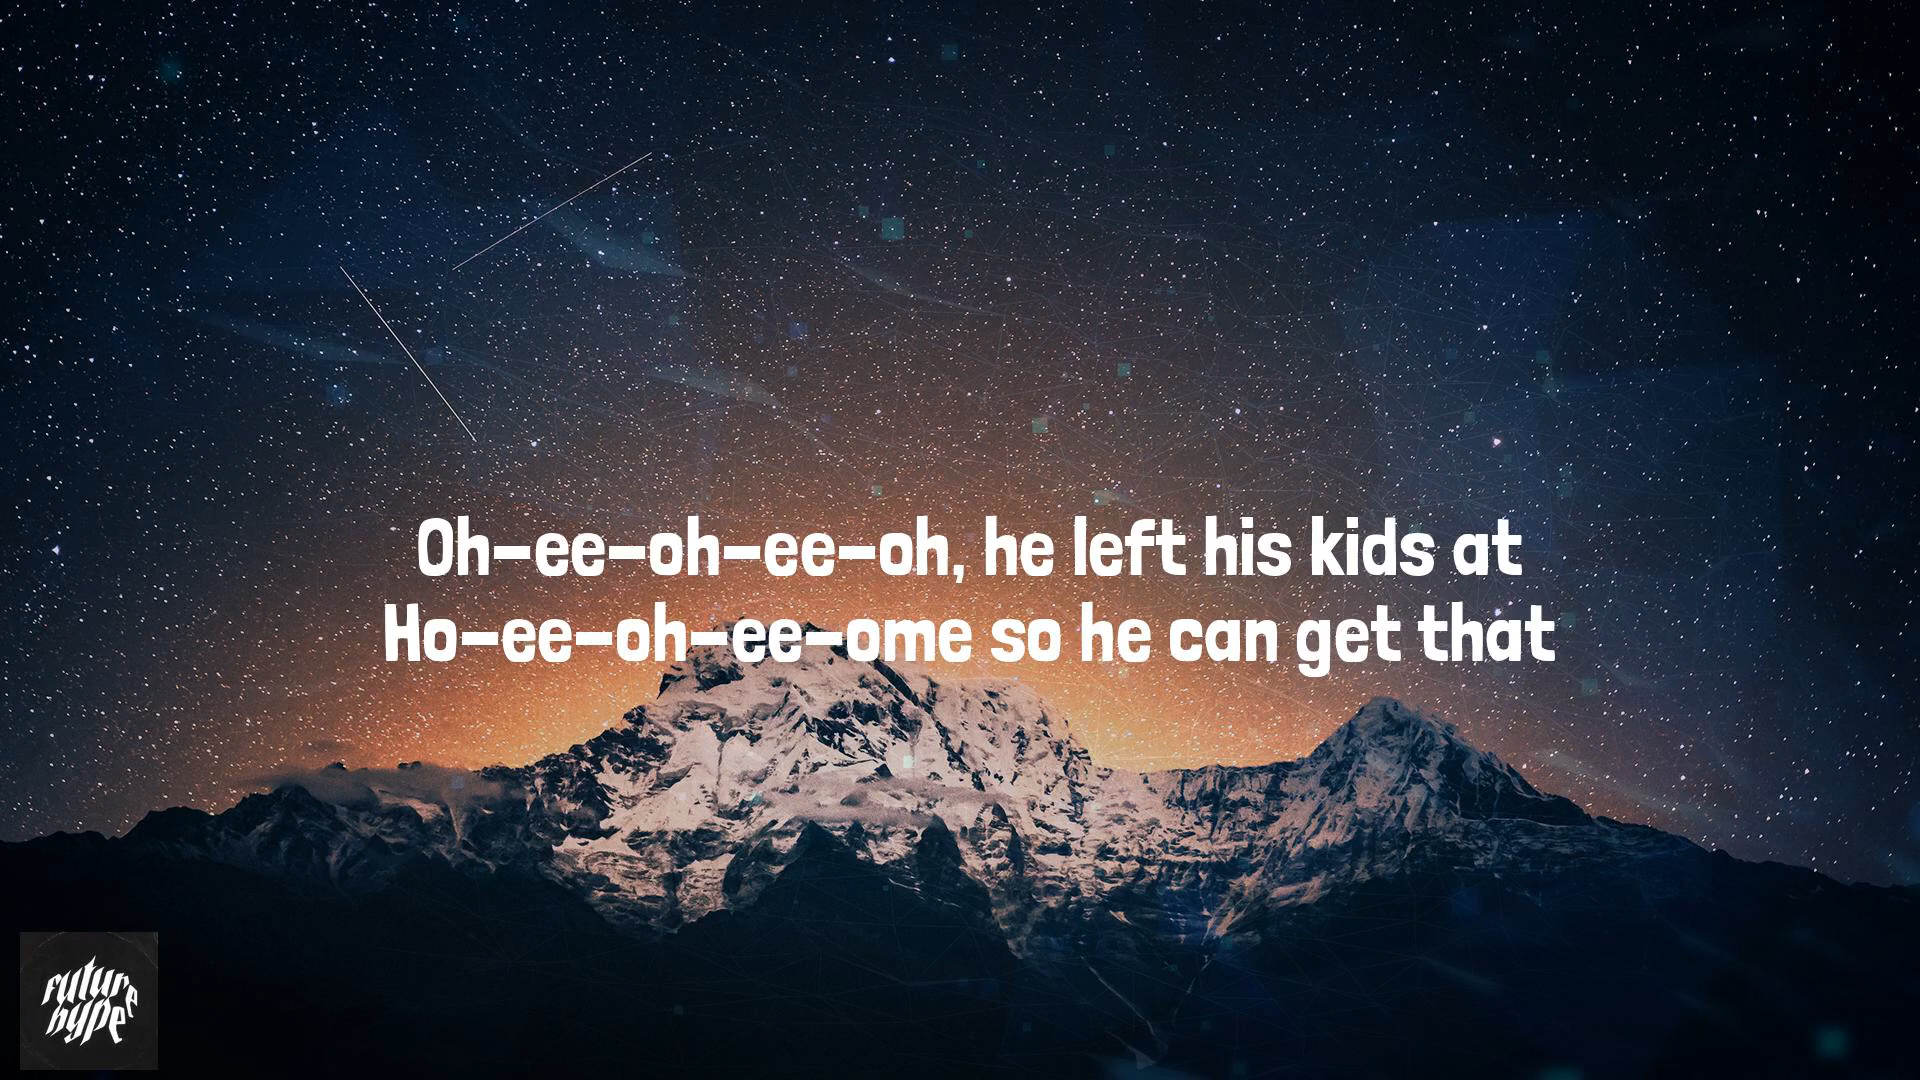 Oh-ee-oh-ee-oh, he left his kids at
Ho-ee-oh-ee-ome so he can get that
future
hype